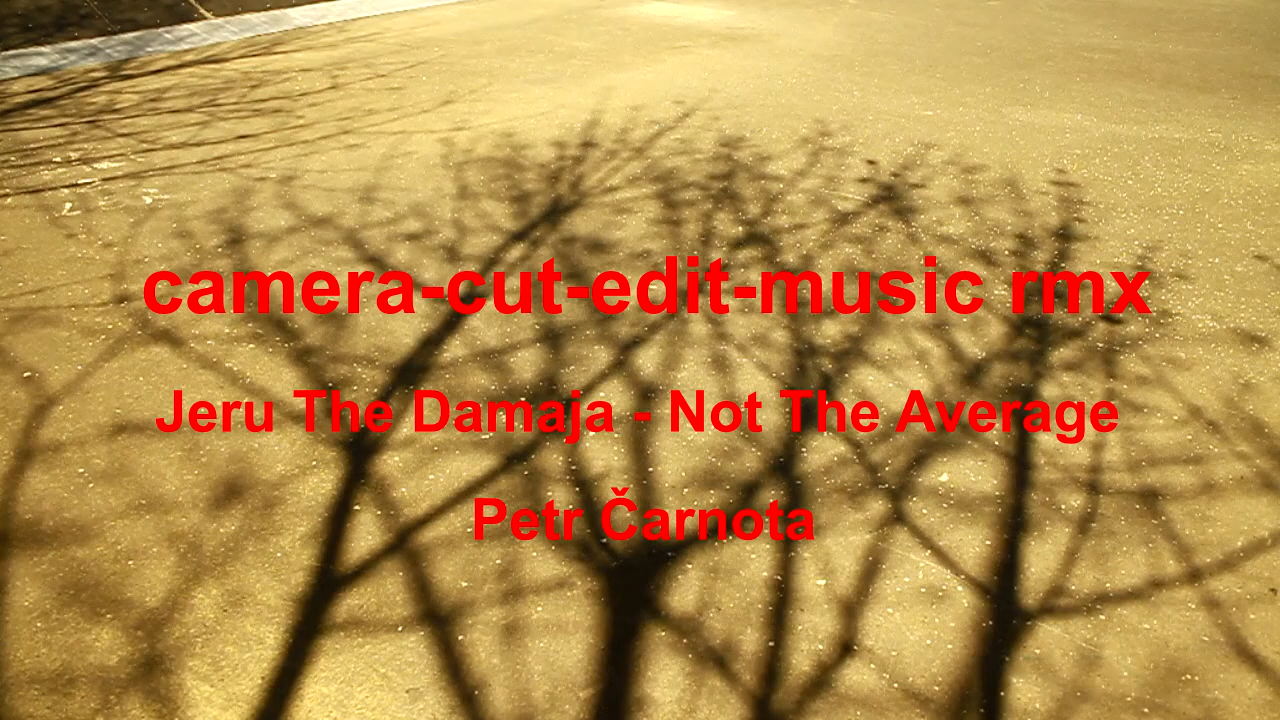 camera-cut-edit-music rmx
Jeru The Damaja - Not The Average
Petr Čarnota